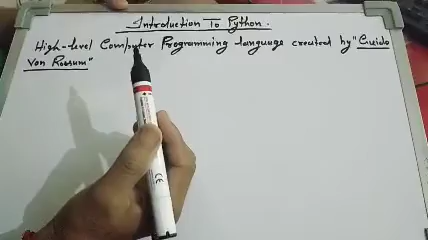 Introduction To Python.
High-level Computer Programming language created by "Guido
Von Rossum"